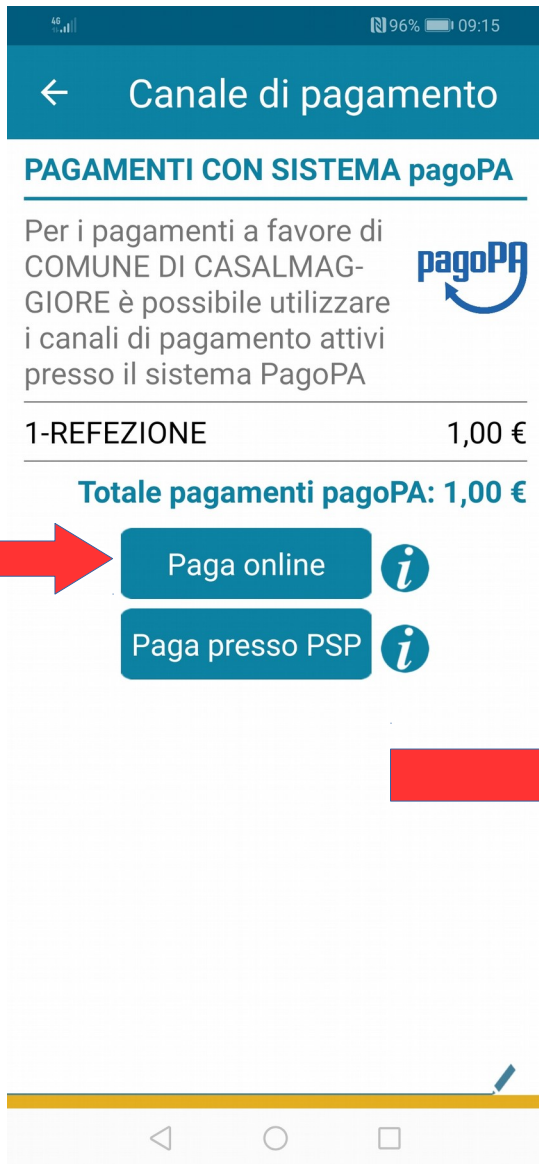 4G
96% 09:15
Canale di pagamento
PAGAMENTI CON SISTEMA pagoPA
Per i pagamenti a favore di
COMUNE DI CASALMAG-
GIORE è possibile utilizzare
i canali di pagamento attivi
presso il sistema PagoPA
pagoPA
1-REFEZIONE 1,00 €
Totale pagamenti pagoPA: 1,00 €
Paga online i
Paga presso PSP i